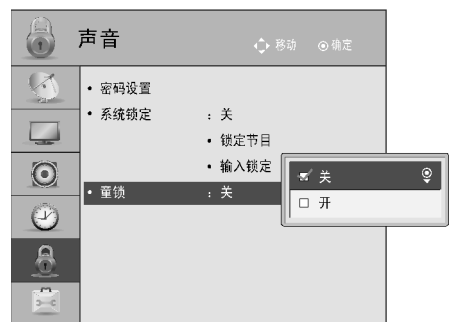 声音
移动 确定
• 密码设置
• 系统锁定 : 关
• 锁定节目
• 输入锁定
• 童锁 : 关
关
开